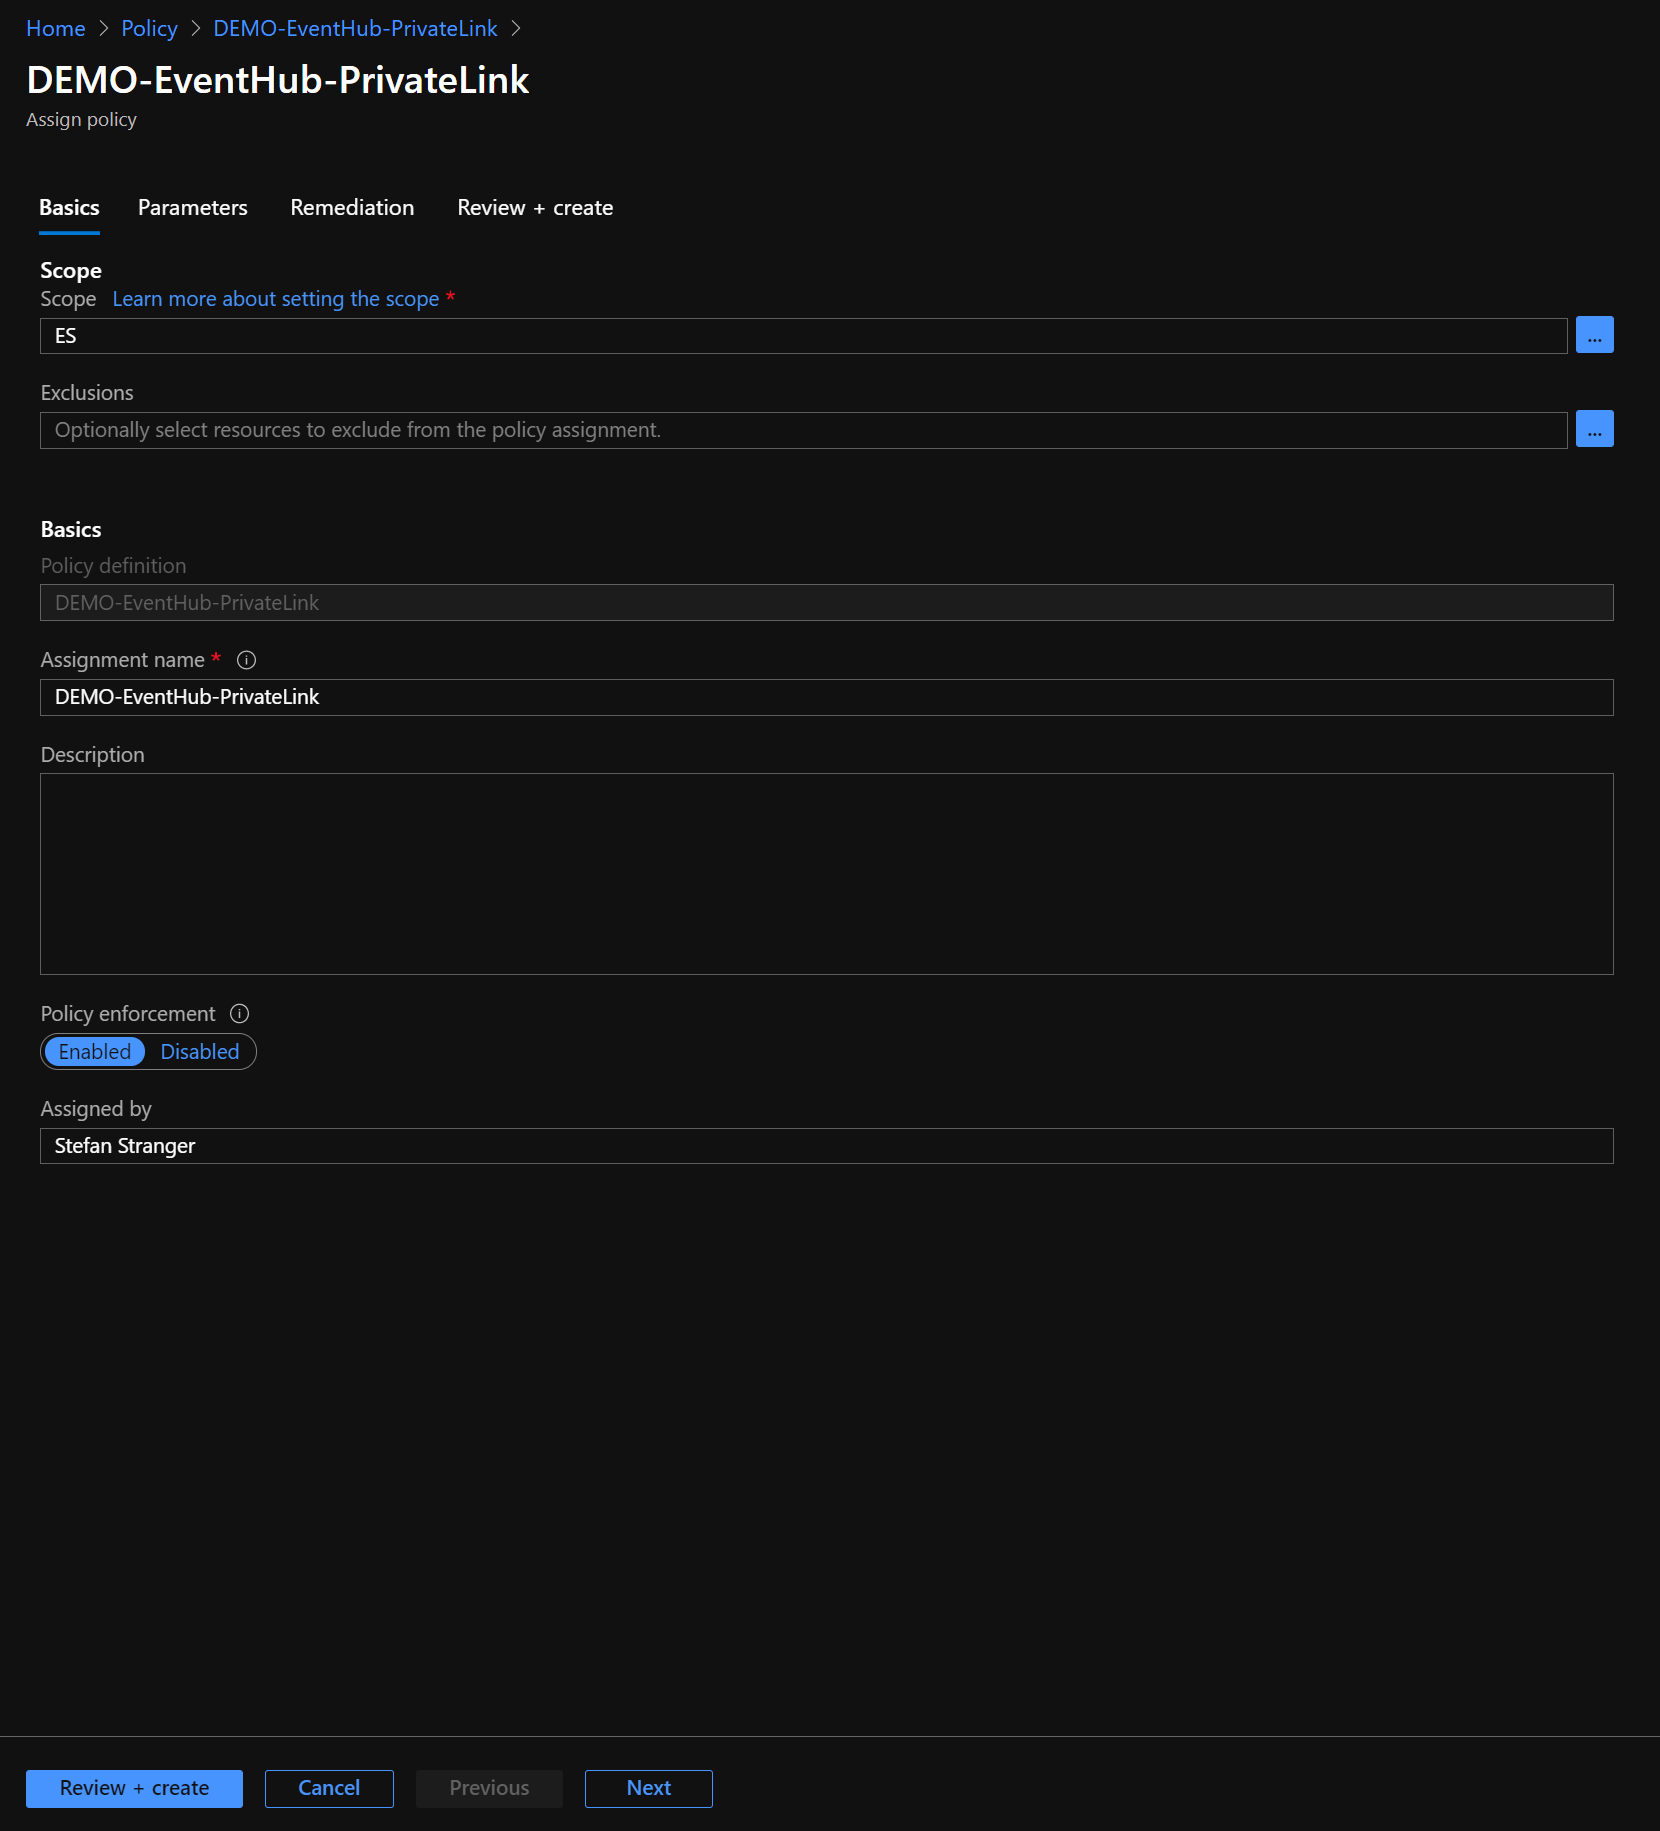 Home > Policy > DEMO-EventHub-PrivateLink >
DEMO-EventHub-PrivateLink
Assign policy
Basics Parameters Remediation Review + create
Scope
Scope Learn more about setting the scope *
ES ...
Exclusions
Optionally select resources to exclude from the policy assignment. ...
Basics
Policy definition
DEMO-EventHub-PrivateLink
Assignment name *
DEMO-EventHub-PrivateLink
Description
Policy enforcement
Enabled Disabled
Assigned by
Stefan Stranger
Review + create Cancel Previous Next